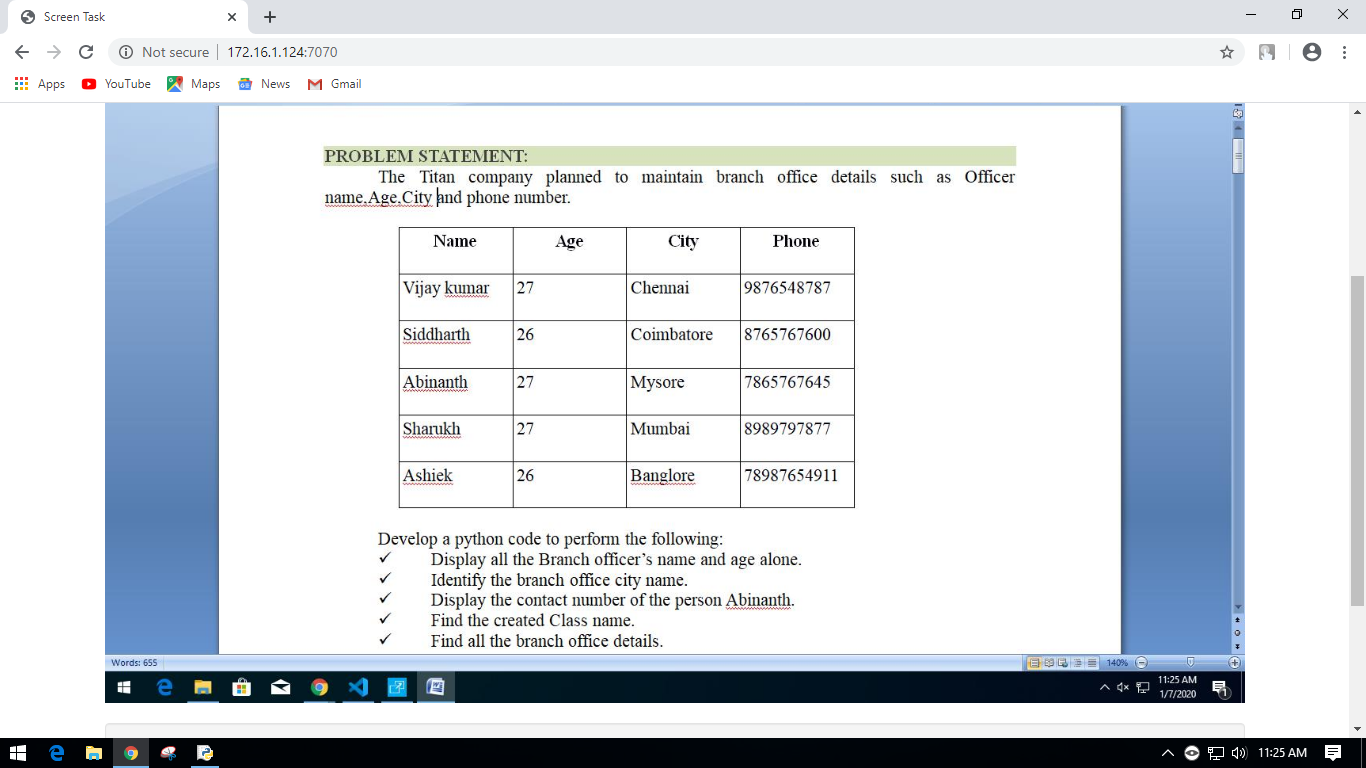 Screen Task
Not secure 172.16.1.124:7070
Apps YouTube Maps News Gmail
PROBLEM STATEMENT:
The Titan company planned to maintain branch office details such as Officer
name,Age,City and phone number.
Name Age City Phone
Vijay kumar 27 Chennai 9876548787
Siddharth 26 Coimbatore 8765767600
Abinanth 27 Mysore 7865767645
Sharukh 27 Mumbai 8989797877
Ashiek 26 Banglore 78987654911
Develop a python code to perform the following:
✓ Display all the Branch officer's name and age alone.
✓ Identify the branch office city name.
✓ Display the contact number of the person Abinanth.
✓ Find the created Class name.
✓ Find all the branch office details.
Words: 655 140%
11:25 AM
1/7/2020
1
11:25 AM